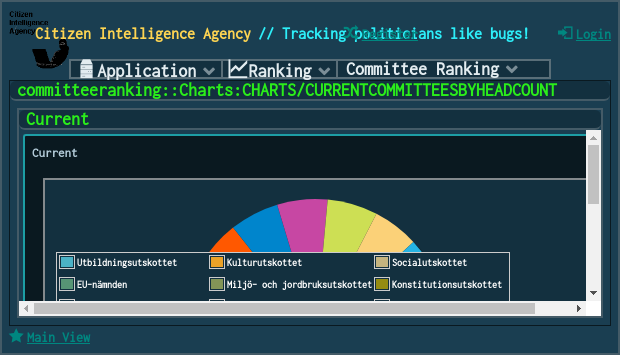 Citizen
Intelligence
Agency
Citizen Intelligence Agency // Tracking politicians like bugs!
Register
Login
Application
Ranking
Committee Ranking
committeeranking::Charts:CHARTS/CURRENTCOMMITTEESBYHEADCOUNT
Current
Current
Utbildningsutskottet
Kulturutskottet
Socialutskottet
EU-nämnden
Miljö- och jordbruksutskottet
Konstitutionsutskottet
Main View